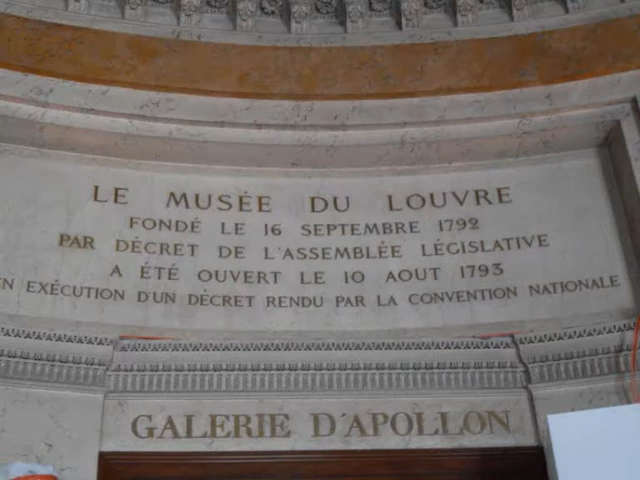 LE MUSÉE DU LOUVRE
FONDÉ LE 16 SEPTEMBRE 1792
PAR DÉCRET DE L'ASSEMBLÉE LÉGISLATIVE
A ÉTÉ OUVERT LE 10 AOUT 1793
EN EXÉCUTION D'UN DÉCRET RENDU PAR LA CONVENTION NATIONALE
GALERIE D'APOLLON